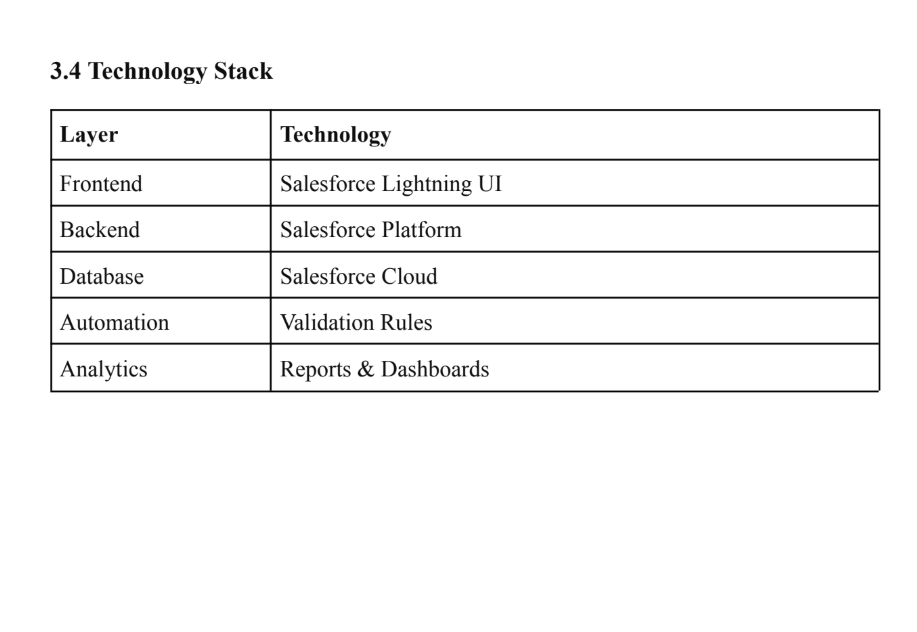 3.4 Technology Stack
Layer Technology
Frontend Salesforce Lightning UI
Backend Salesforce Platform
Database Salesforce Cloud
Automation Validation Rules
Analytics Reports & Dashboards